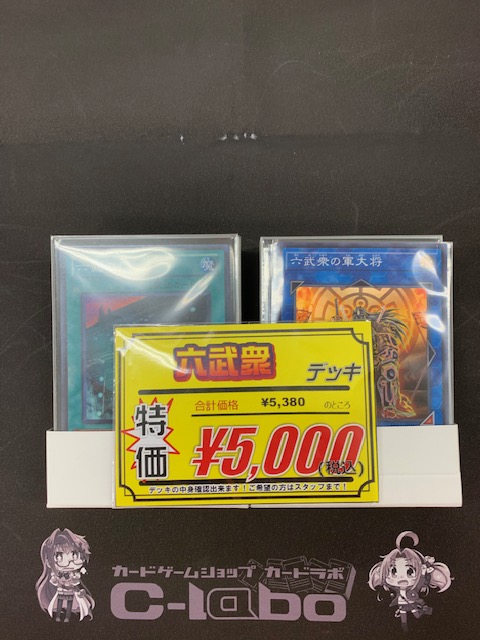 魔
六武衆の軍大将
六武衆
デッキ
特価
合計価格 ¥5,380 のところ
¥5,000
(税込)
デッキの中身確認出来ます!ご希望の方はスタッフまで!
カードゲームショップ カードラボ
C-labo